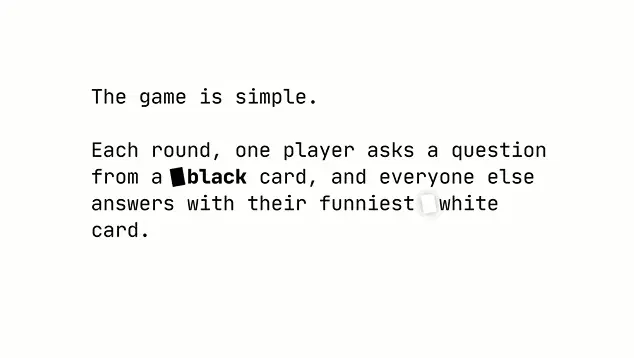 The game is simple.
Each round, one player asks a question
from a black card, and everyone else
answers with their funniest white
card.